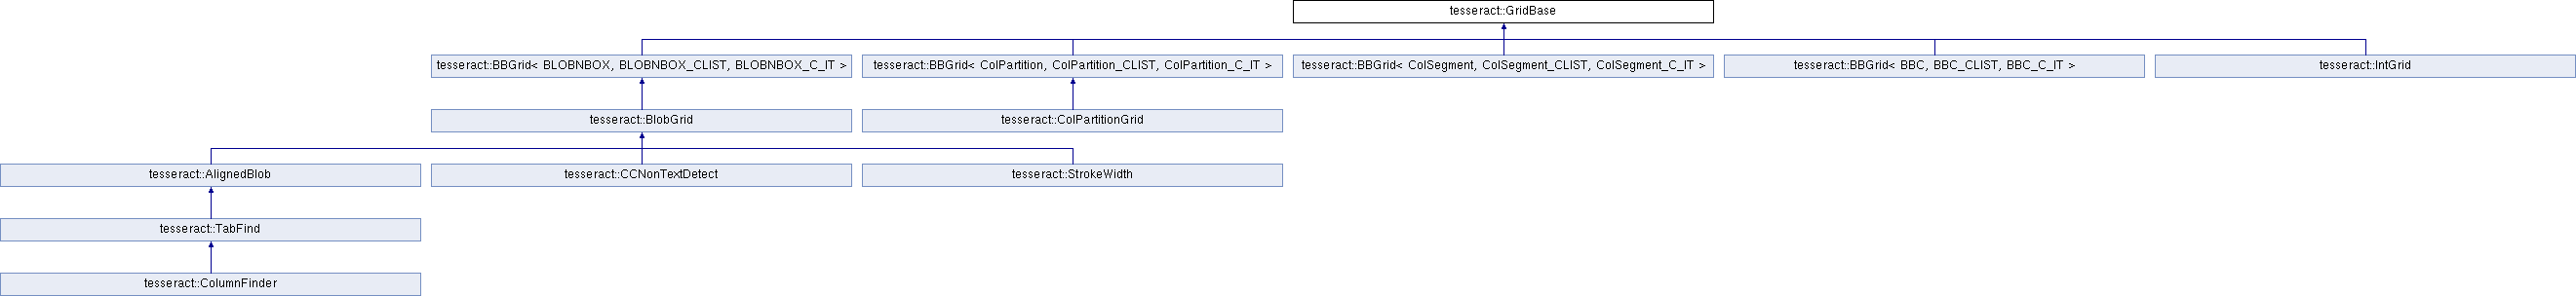 tesseract::GridBase
tesseract::BBGrid< BLOBNBOX, BLOBNBOX_CLIST, BLOBNBOX_C_IT >
tesseract::BBGrid< ColPartition, ColPartition_CLIST, ColPartition_C_IT >
tesseract::BBGrid< ColSegment, ColSegment_CLIST, ColSegment_C_IT >
tesseract::BBGrid< BBC, BBC_CLIST, BBC_C_IT >
tesseract::IntGrid
tesseract::BlobGrid
tesseract::ColPartitionGrid
tesseract::AlignedBlob
tesseract::CCNonTextDetect
tesseract::StrokeWidth
tesseract::TabFind
tesseract::ColumnFinder